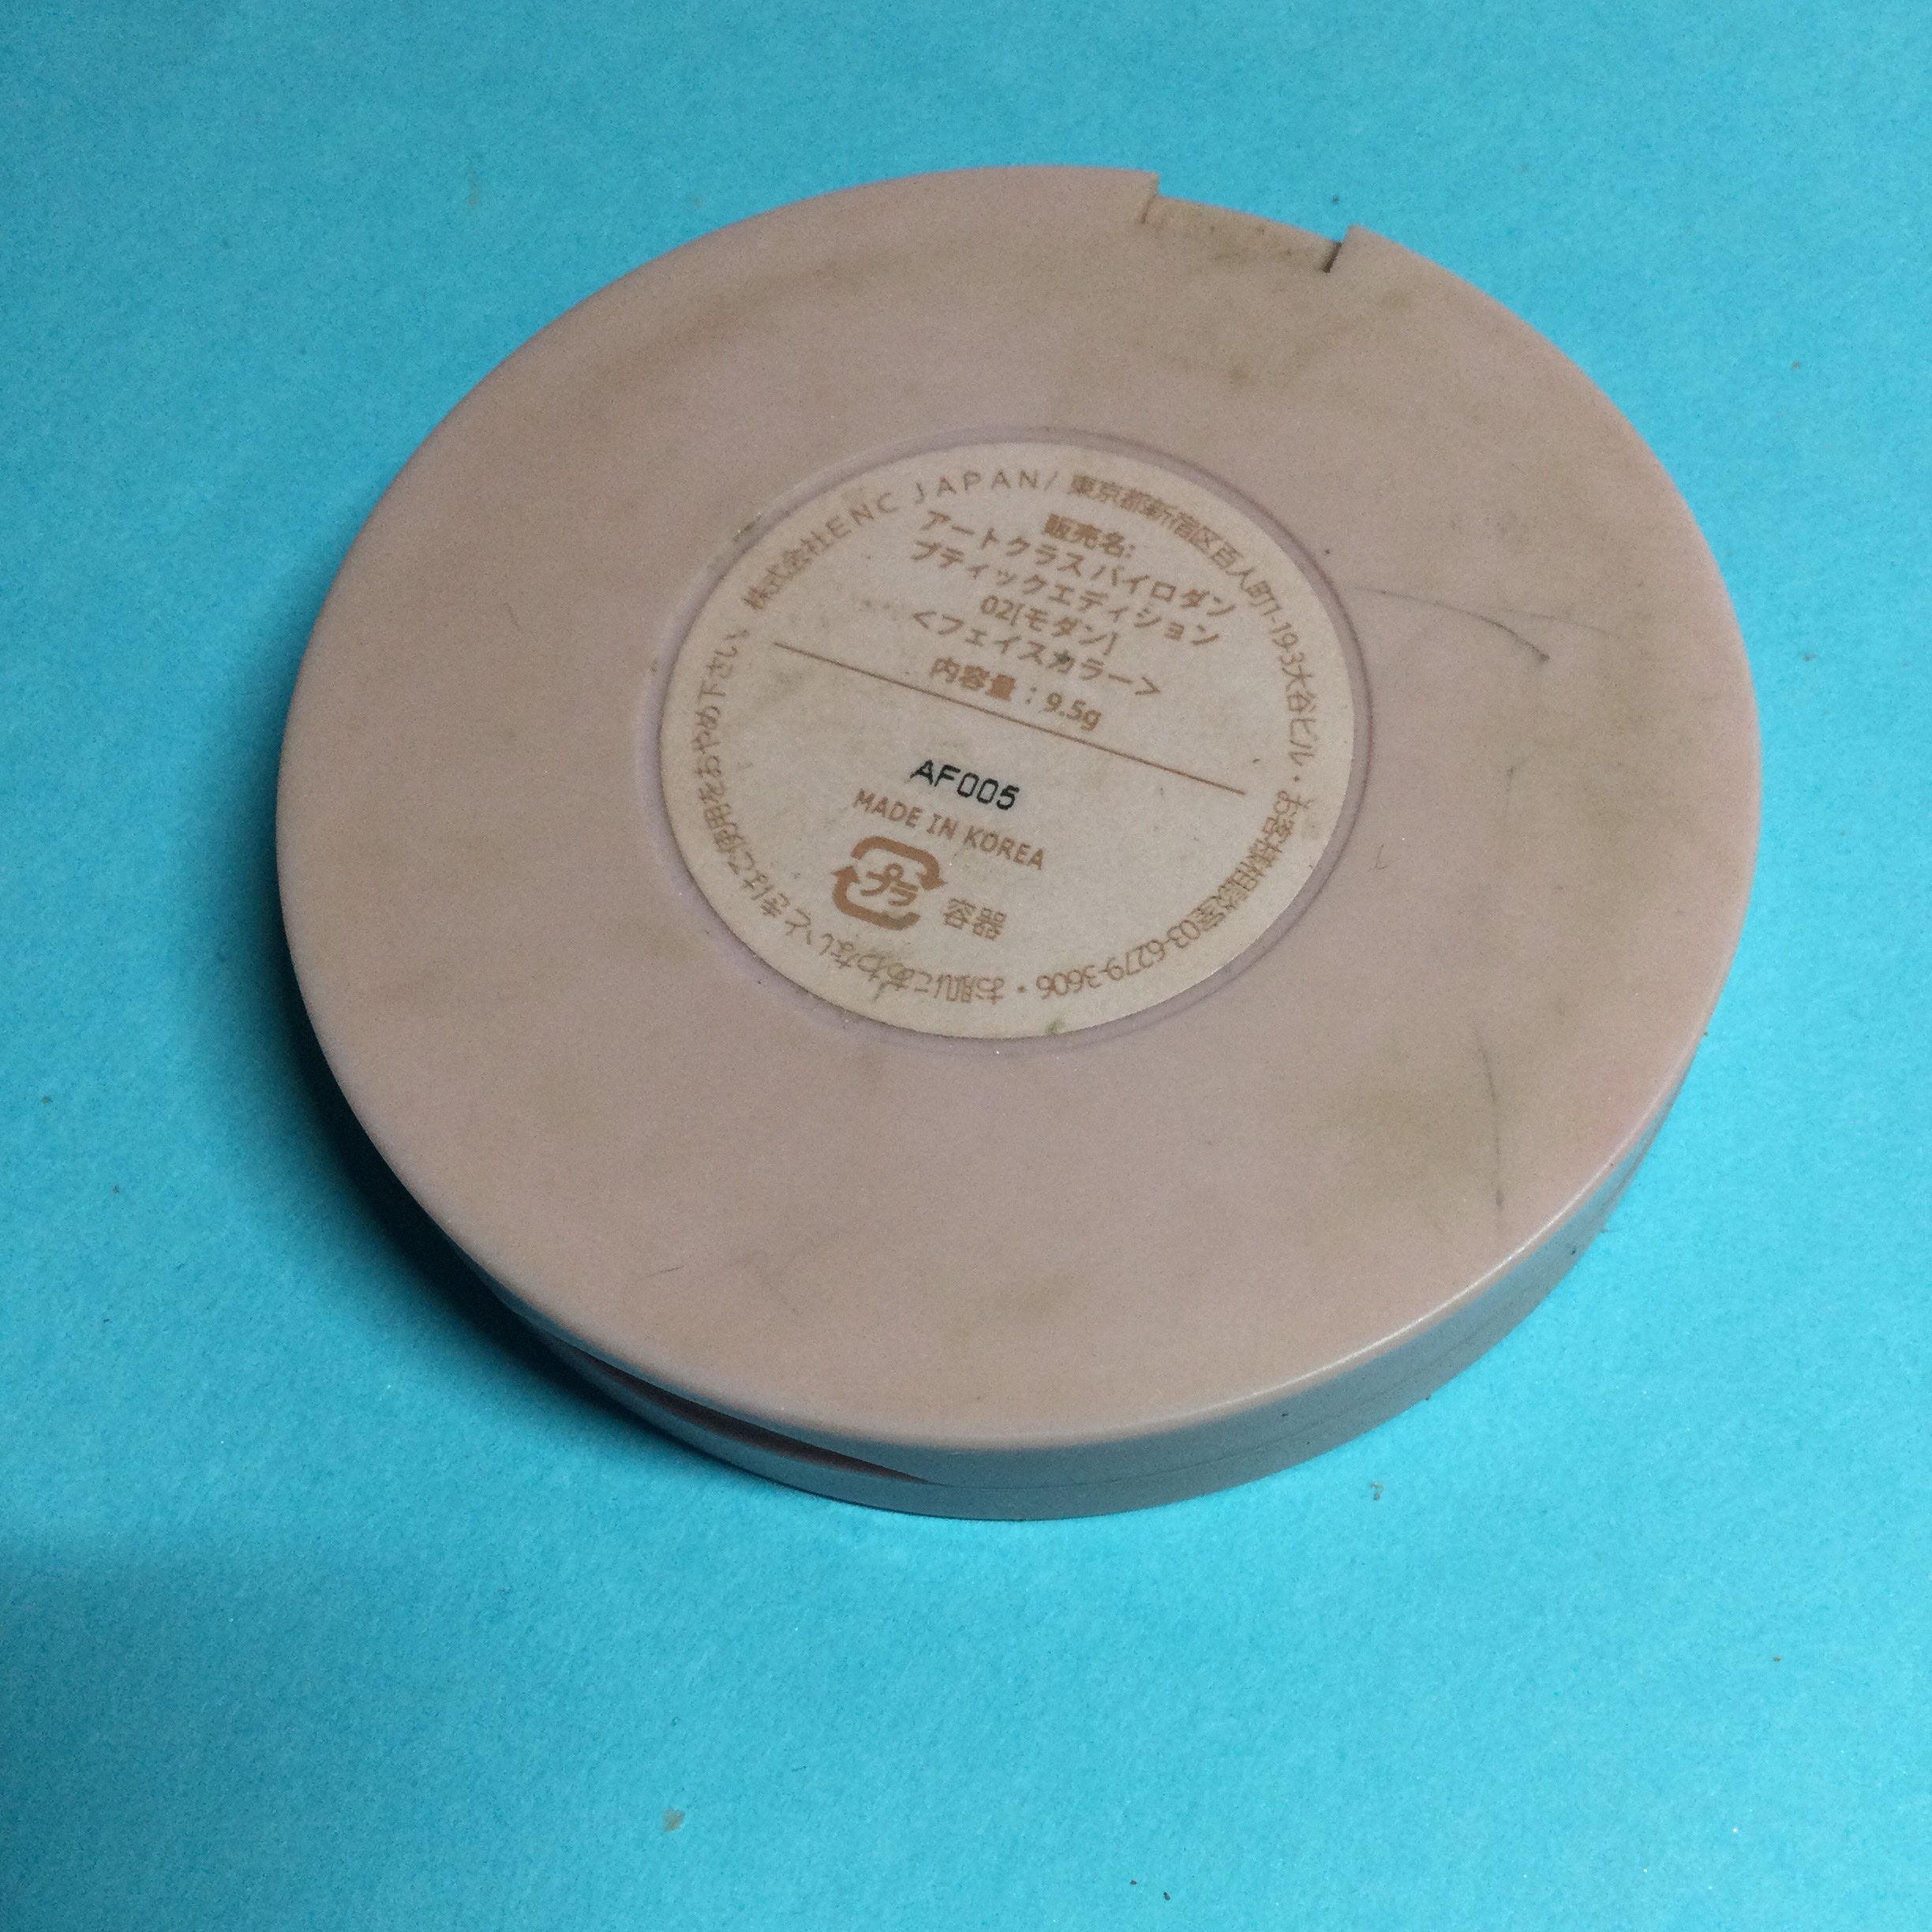 株式会社ENC JAPAN/ 東京都新宿区百人町1-19-3大谷ビル・お客様相談室03-6279-3606・お肌にあわないときはご使用をおやめ下さい、
販売名:
アートクラス バイロダン
ブティックエディション
02[モダン]
<フェイスカラー>
内容量：9.5g
AF005
MADE IN KOREA
プラ 容器